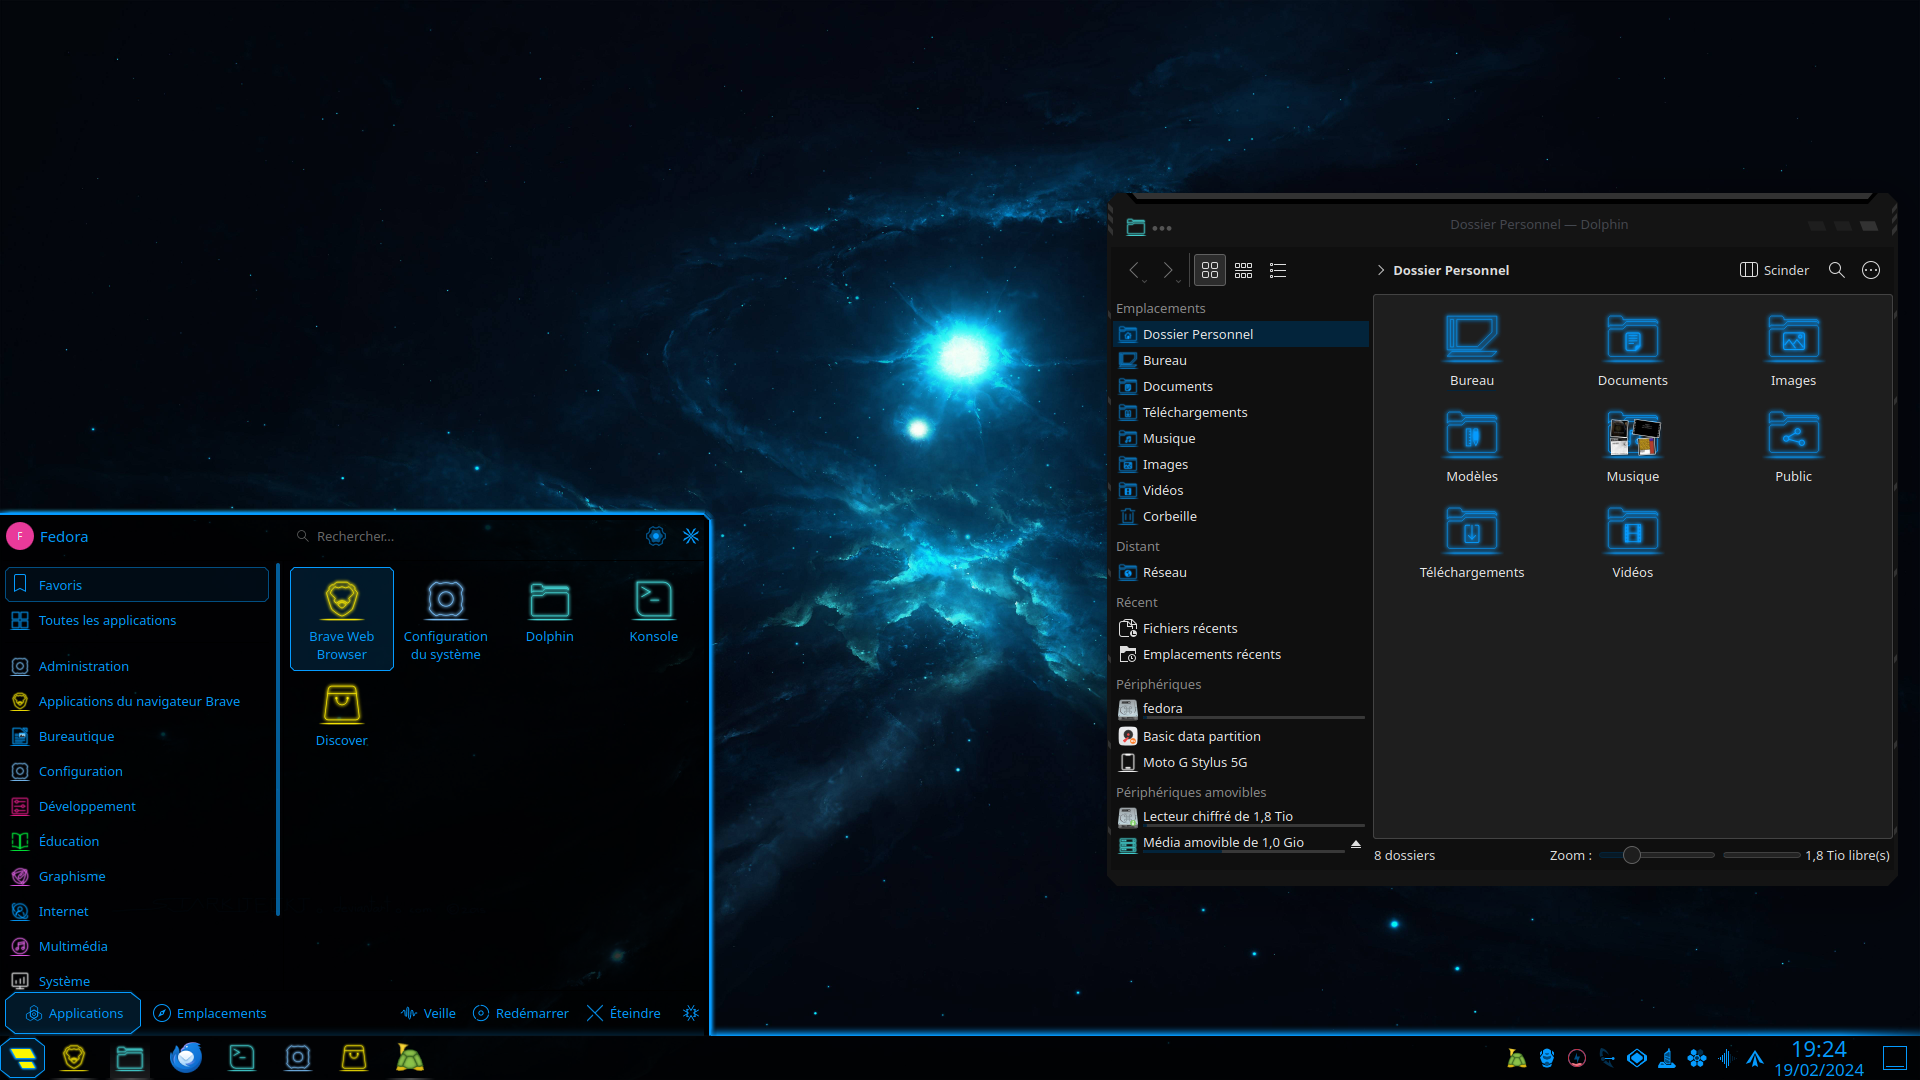 Dossier Personnel — Dolphin
Dossier Personnel
Scinder
Emplacements
Dossier Personnel
Bureau
Documents
Téléchargements
Musique
Images
Vidéos
Corbeille
Distant
Réseau
Récent
Fichiers récents
Emplacements récents
Périphériques
fedora
Basic data partition
Moto G Stylus 5G
Périphériques amovibles
Lecteur chiffré de 1,8 Tio
Média amovible de 1,0 Gio
Bureau
Documents
Images
Modèles
Musique
Public
Téléchargements
Vidéos
8 dossiers
Zoom :
1,8 Tio libre(s)
F
Fedora
Rechercher...
Favoris
Toutes les applications
Administration
Applications du navigateur Brave
Bureautique
Configuration
Développement
Éducation
Graphisme
Internet
Multimédia
Système
Brave Web
Browser
Configuration
du système
Dolphin
Konsole
Discover
Applications
Emplacements
Veille
Redémarrer
Éteindre
19:24
19/02/2024